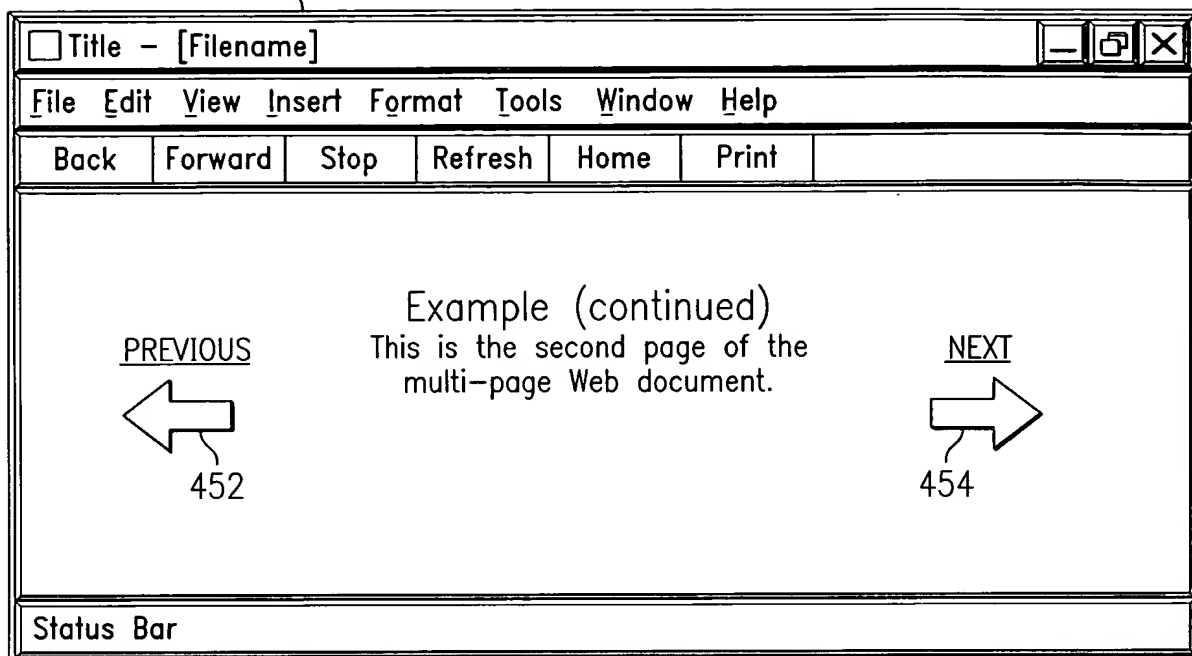 Title - [Filename]
File Edit View Insert Format Tools Window Help
Back Forward Stop Refresh Home Print
Example (continued)
PREVIOUS This is the second page of the NEXT
multi-page Web document.
452 454
Status Bar